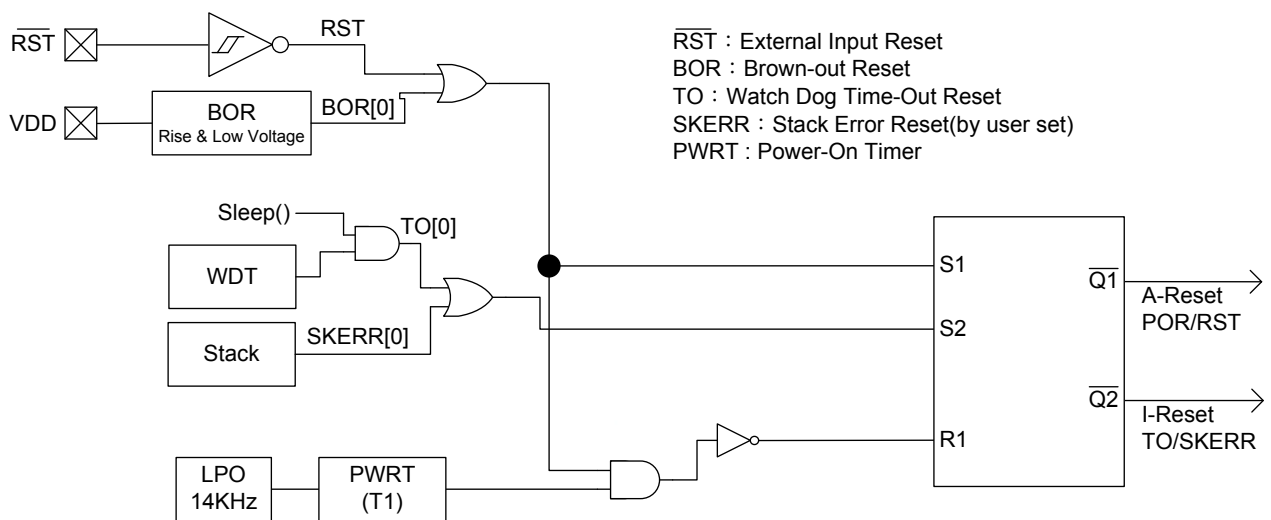 RST
RST
RST：External Input Reset
BOR：Brown-out Reset
TO：Watch Dog Time-Out Reset
SKERR：Stack Error Reset(by user set)
PWRT : Power-On Timer
VDD
BOR
Rise & Low Voltage
BOR[0]
Sleep()
TO[0]
WDT
Stack
SKERR[0]
S1
S2
R1
Q1
Q2
A-Reset
POR/RST
I-Reset
TO/SKERR
LPO
14KHz
PWRT
(T1)